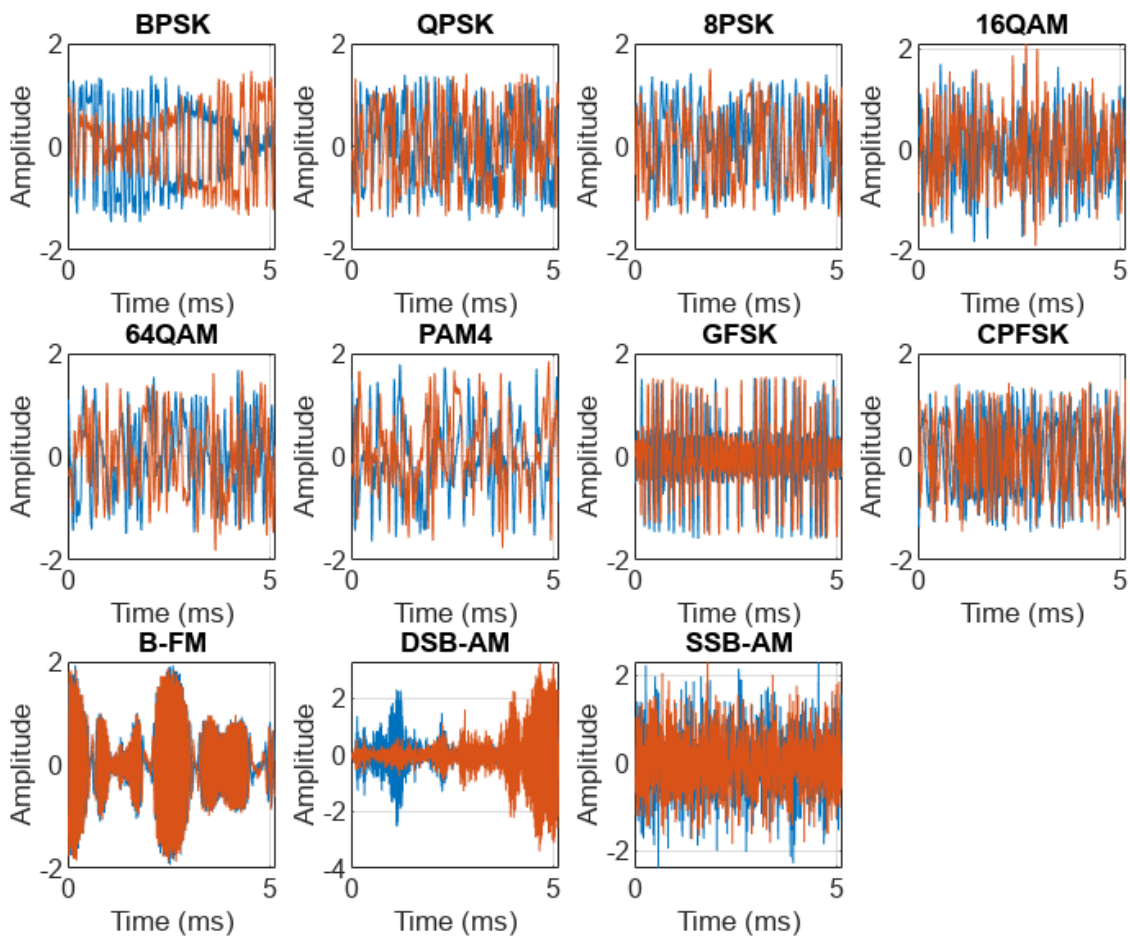 BPSK QPSK 8PSK 16QAM
2 2 2 2
Amplitude Amplitude Amplitude Amplitude
0 0 0 0
-2 -2 -2 -2
0 5 0 5 0 5 0 5
Time (ms) Time (ms) Time (ms) Time (ms)
64QAM PAM4 GFSK CPFSK
2 2 2 2
Amplitude Amplitude Amplitude Amplitude
0 0 0 0
-2 -2 -2 -2
0 5 0 5 0 5 0 5
Time (ms) Time (ms) Time (ms) Time (ms)
B-FM DSB-AM SSB-AM
2 2 2
Amplitude Amplitude Amplitude
0 0 0
-2 -2 -2
-4
0 5 0 5 0 5
Time (ms) Time (ms) Time (ms)